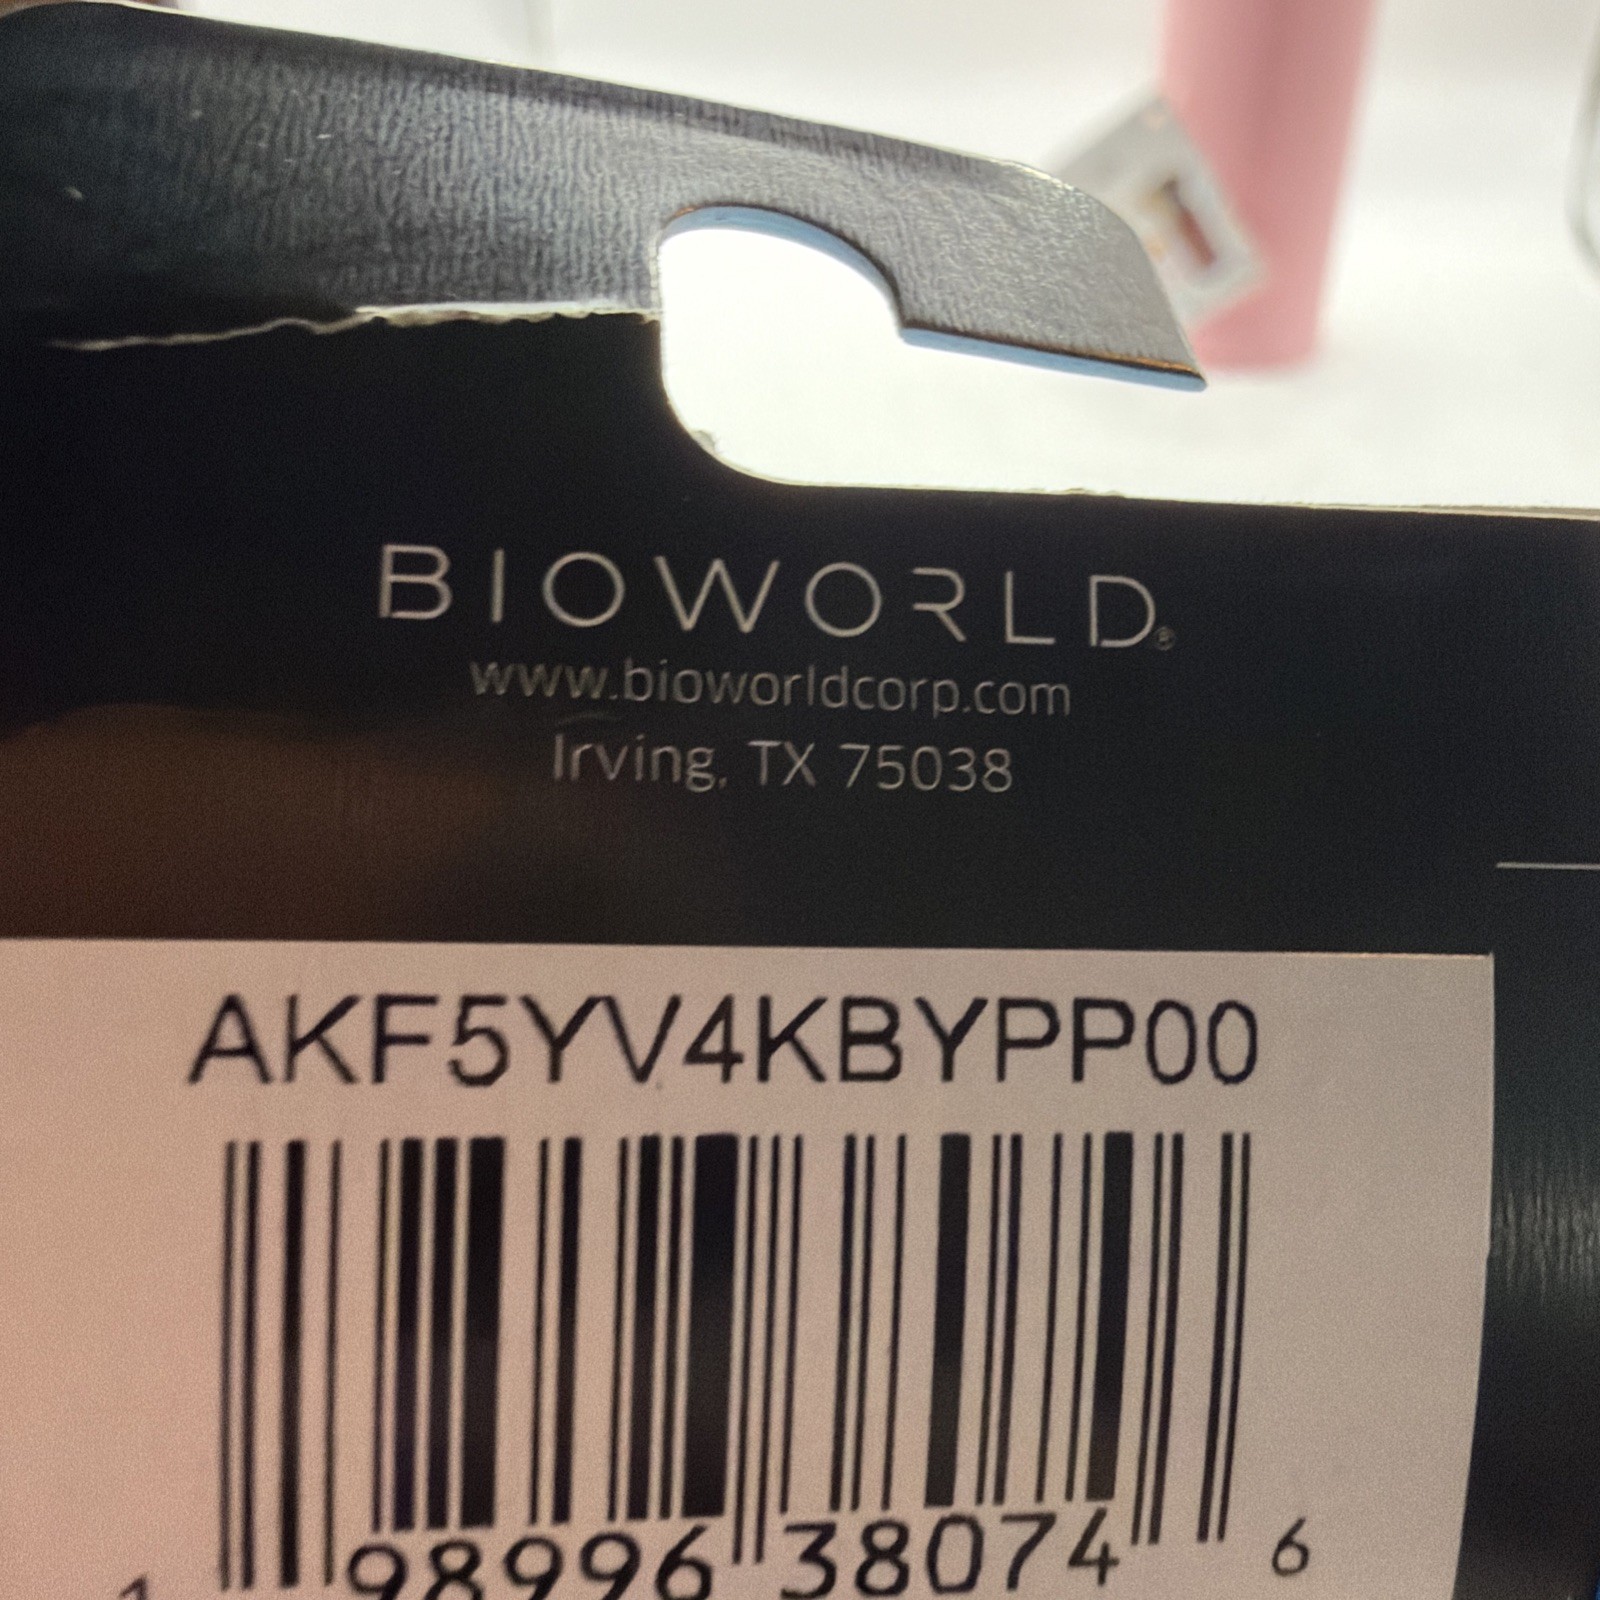 BIOWORLD®
www.bioworldcorp.com
Irving, TX 75038
AKF5YV4KBYPP00
1 98996 38074 6